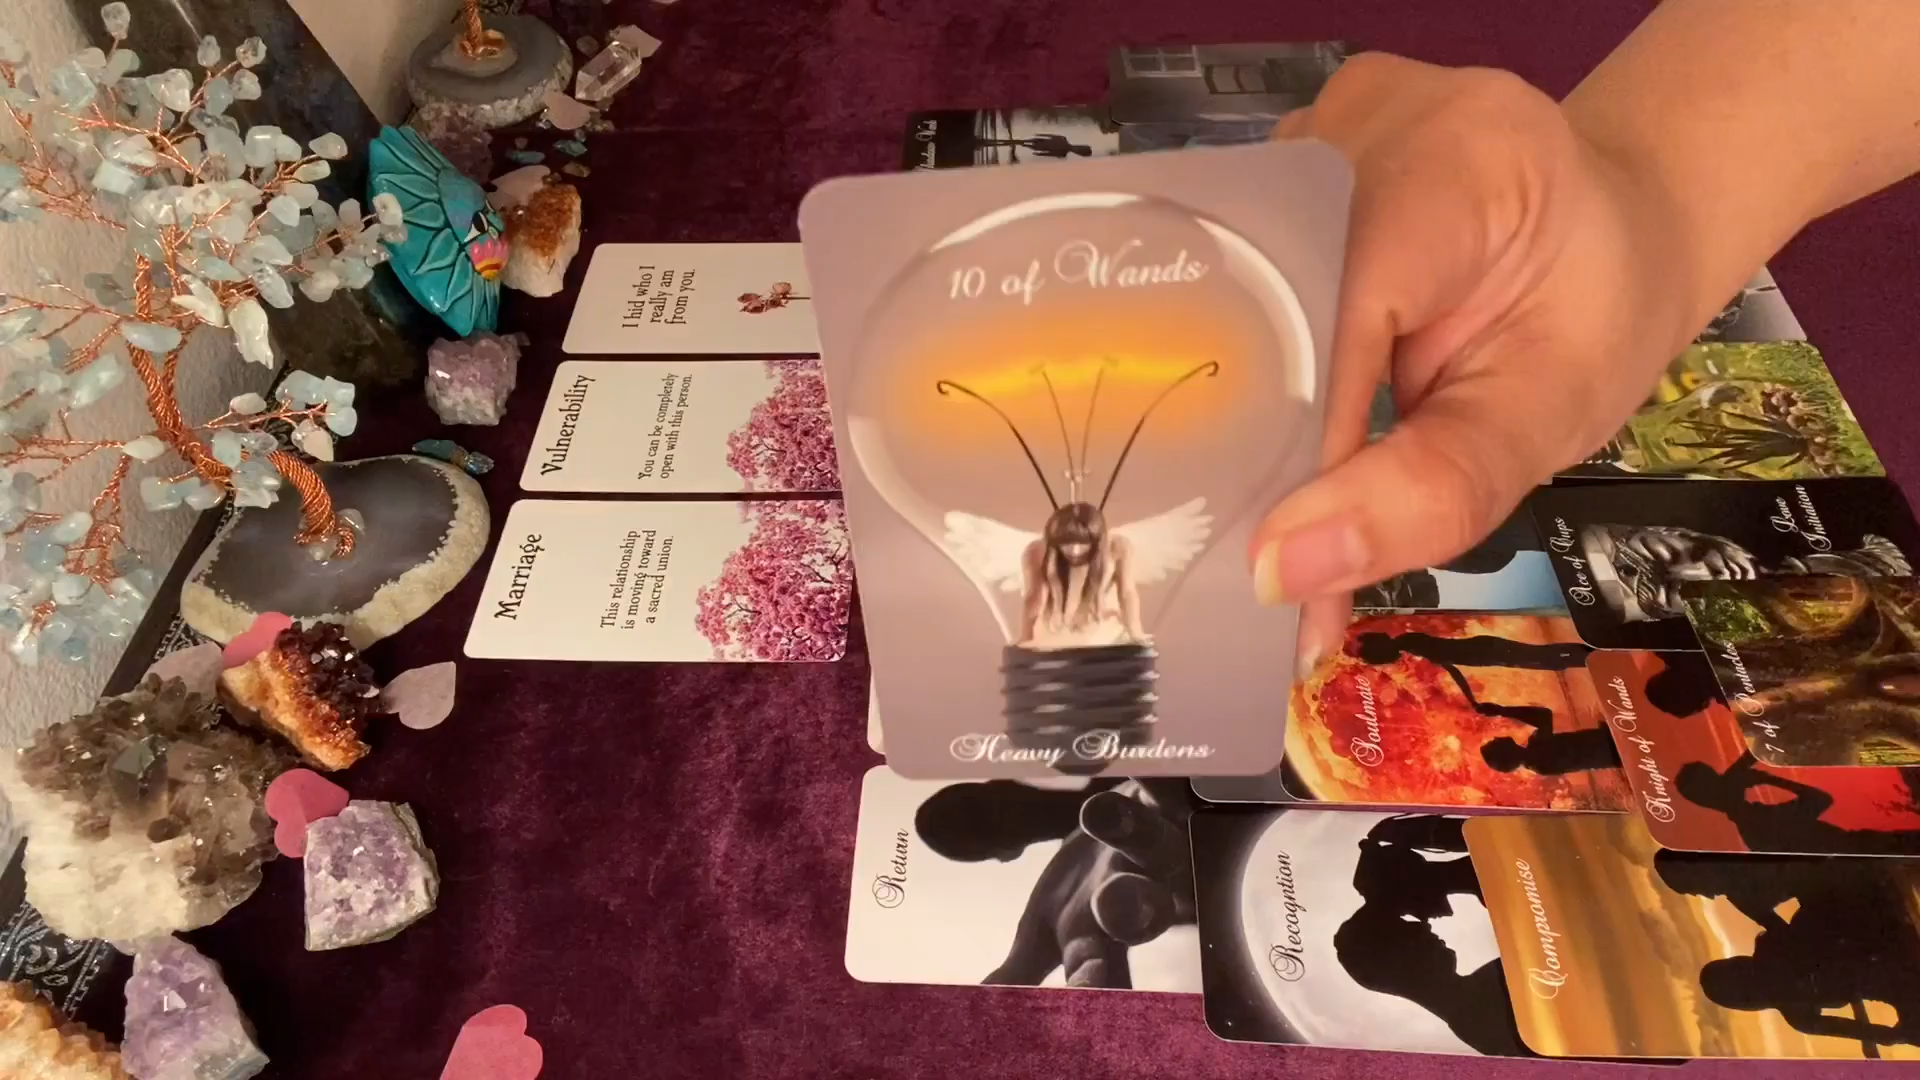 10 of Wands
Heavy Burdens
I hid who I
really am
from you.
Vulnerability
You can be completely
open with this person.
Marriage
This relationship
is moving toward
a sacred union.
Return
Recognition
Compromise
Soulmate
Knight of Wands
7 of Pentacles
Ace of Cups
Love
Initiation